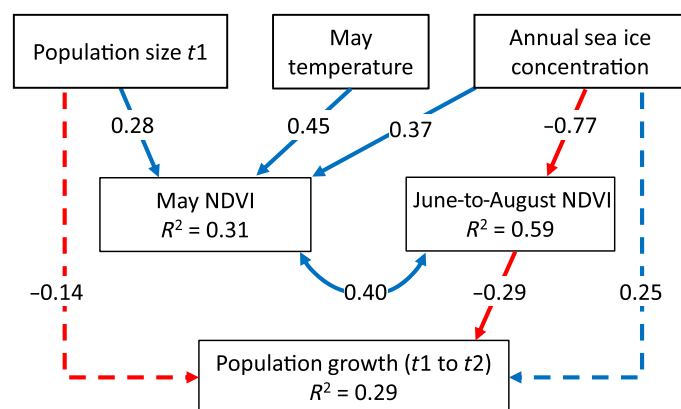 Population size t1
May
temperature
Annual sea ice
concentration
0.28
0.45
0.37
–0.77
May NDVI
R² = 0.31
June-to-August NDVI
R² = 0.59
–0.14
0.40
–0.29
0.25
Population growth (t1 to t2)
R² = 0.29